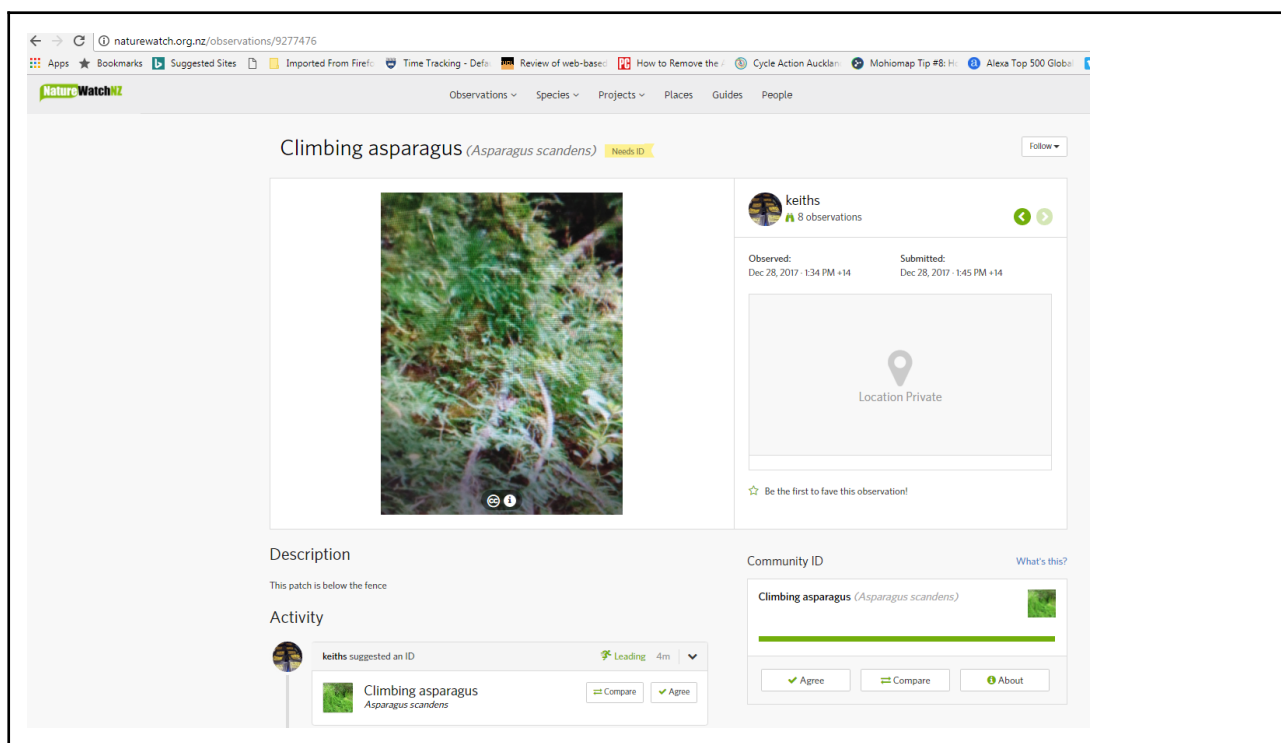 naturewatch.org.nz/observations/9277476
Apps Bookmarks Suggested Sites Imported From Firefo Time Tracking - Defa Review of web-based How to Remove the Cycle Action Aucklan Mohiomap Tip #8: H Alexa Top 500 Global
NatureWatchNZ Observations Species Projects Places Guides People
Climbing asparagus (Asparagus scandens) Needs ID Follow
keiths
8 observations
Observed: Submitted:
Dec 28, 2017 · 1:34 PM +14 Dec 28, 2017 · 1:45 PM +14
Location Private
cc i
Be the first to fave this observation!
Description
This patch is below the fence
Activity
keiths suggested an ID Leading 4m
Climbing asparagus Compare Agree
Asparagus scandens
Community ID What's this?
Climbing asparagus (Asparagus scandens)
Agree Compare About